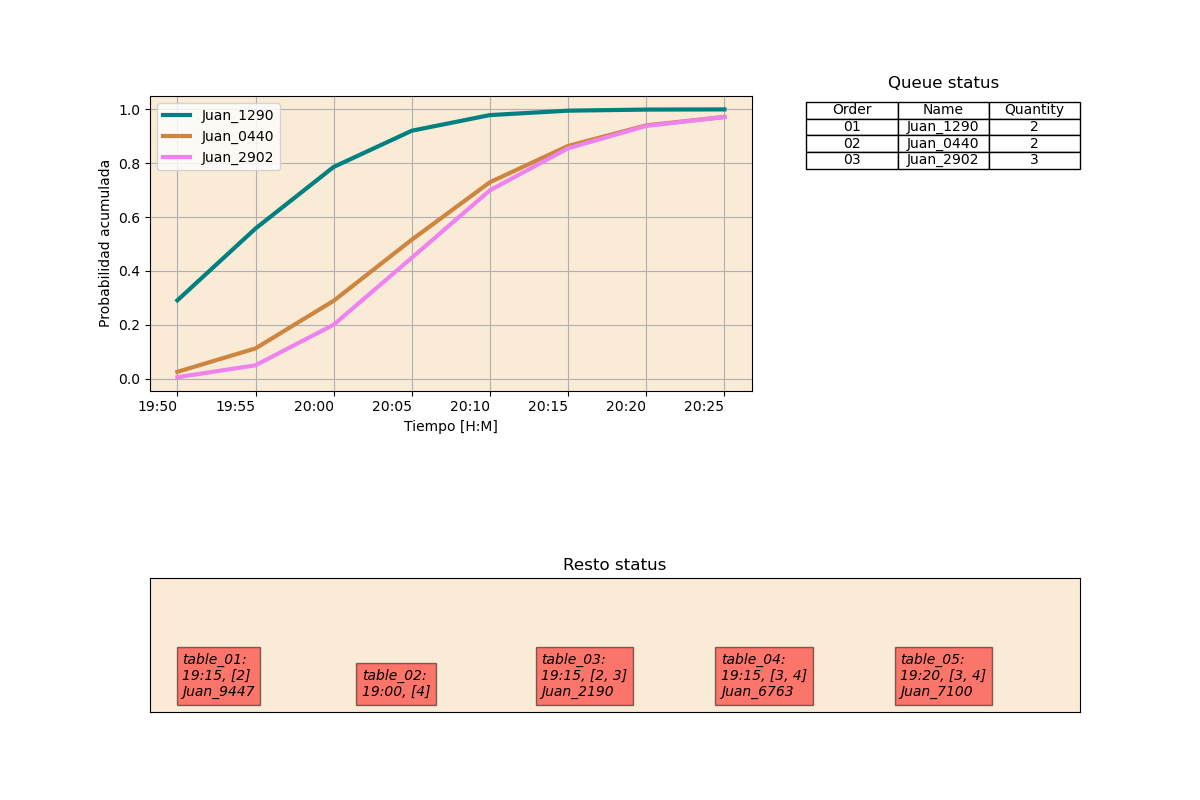 Queue status
Order Name Quantity
01 Juan_1290 2
02 Juan_0440 2
03 Juan_2902 3
Probabilidad acumulada
1.0
0.8
0.6
0.4
0.2
0.0
Juan_1290
Juan_0440
Juan_2902
19:50 19:55 20:00 20:05 20:10 20:15 20:20 20:25
Tiempo [H:M]
Resto status
table_01:
19:15, [2]
Juan_9447
table_02:
19:00, [4]
table_03:
19:15, [2, 3]
Juan_2190
table_04:
19:15, [3, 4]
Juan_6763
table_05:
19:20, [3, 4]
Juan_7100